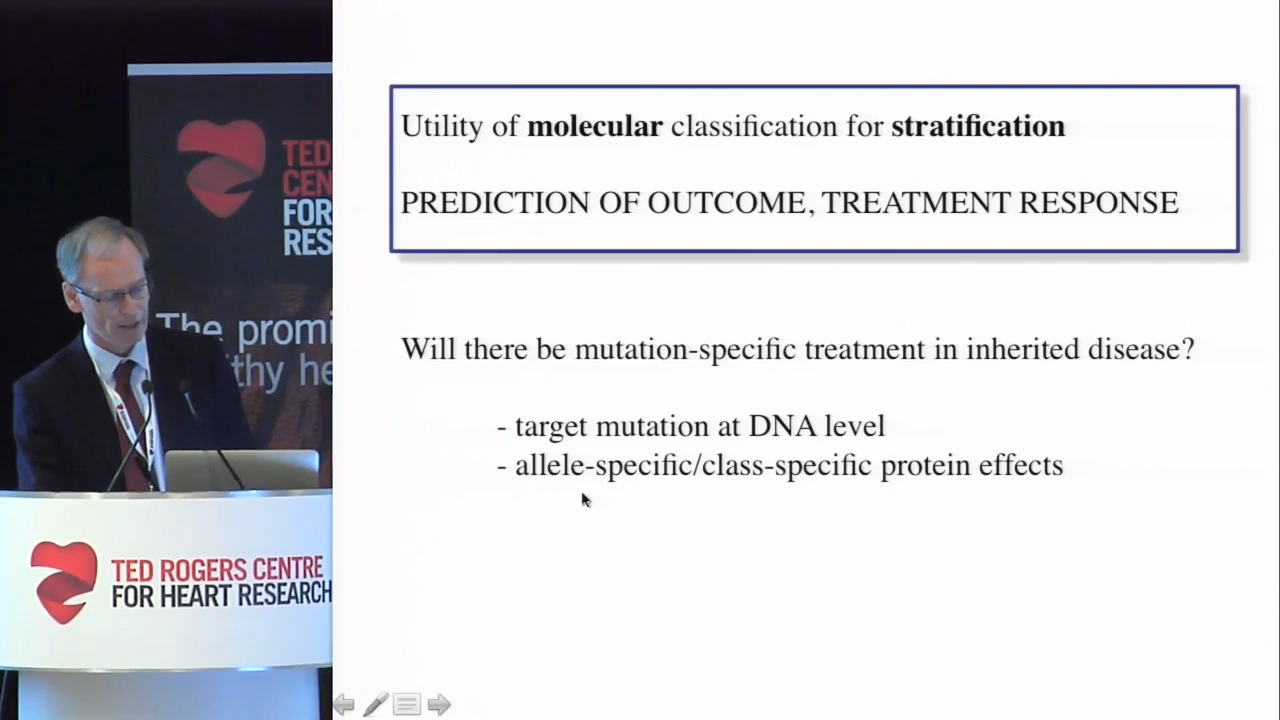 TED
CEN
FOR
RES
The promi
thy he
TED ROGERS CENTRE
FOR HEART RESEARCH
Utility of molecular classification for stratification
PREDICTION OF OUTCOME, TREATMENT RESPONSE
Will there be mutation-specific treatment in inherited disease?
- target mutation at DNA level
- allele-specific/class-specific protein effects